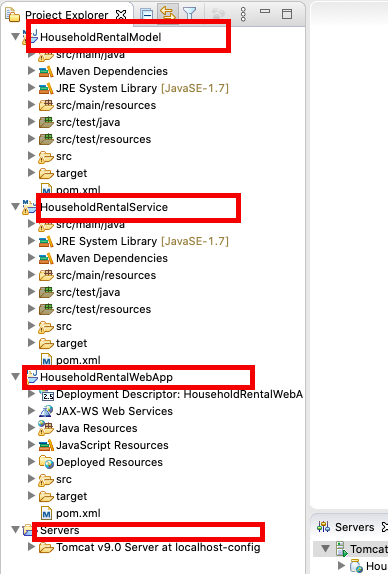 Project Explorer
HouseholdRentalModel
src/main/java
Maven Dependencies
JRE System Library [JavaSE-1.7]
src/main/resources
src/test/java
src/test/resources
src
target
pom.xml
HouseholdRentalService
src/main/java
JRE System Library [JavaSE-1.7]
Maven Dependencies
src/main/resources
src/test/java
src/test/resources
src
target
pom.xml
HouseholdRentalWebApp
Deployment Descriptor: HouseholdRentalWebA
JAX-WS Web Services
Java Resources
JavaScript Resources
Deployed Resources
src
target
pom.xml
Servers
Tomcat v9.0 Server at localhost-config
Servers
Tomcat
Hou